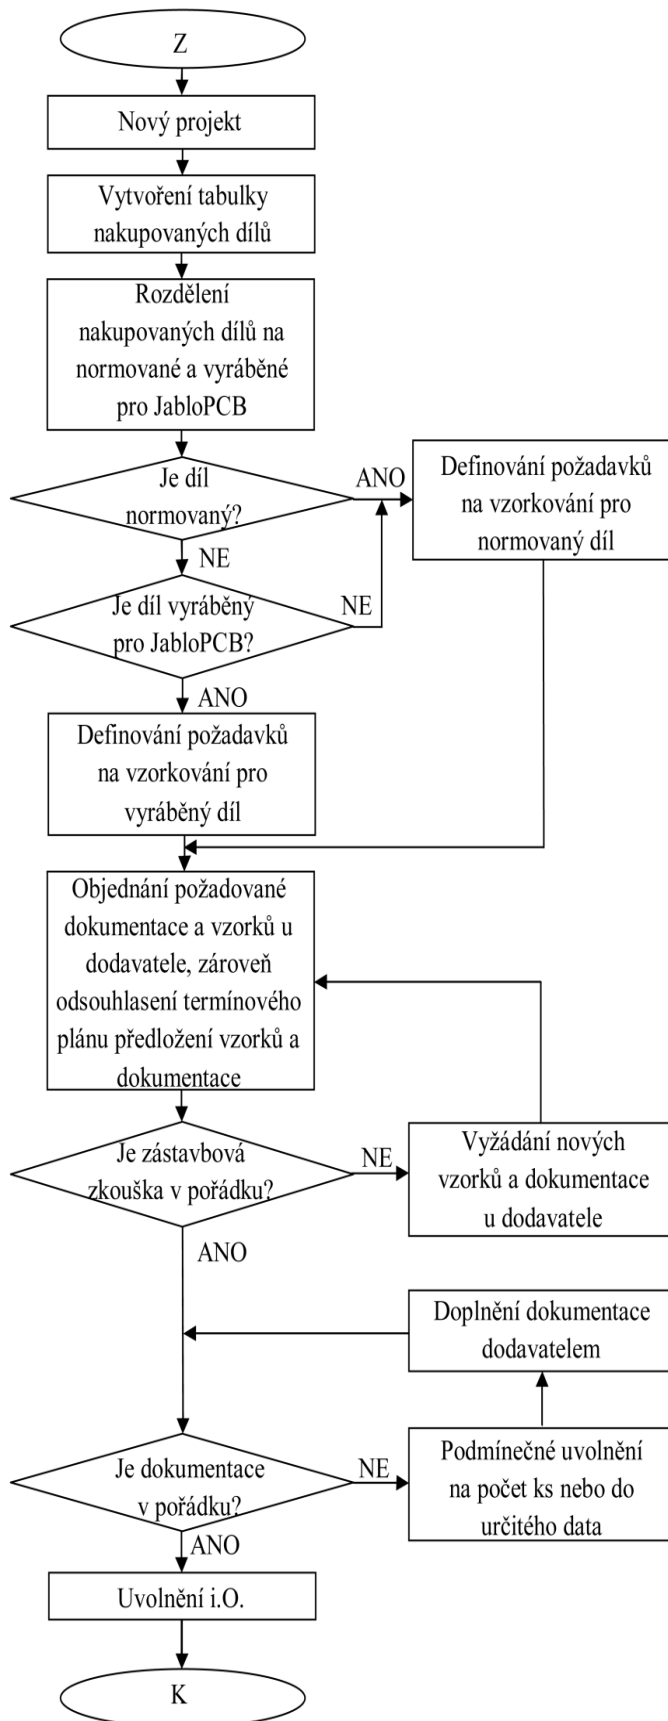 Z
Nový projekt
Vytvoření tabulky
nakupovaných dílů
Rozdělení
nakupovaných dílů na
normované a vyráběné
pro JabloPCB
Je díl
normovaný?
ANO
Definování požadavků
na vzorkování pro
normovaný díl
NE
Je díl vyráběný
pro JabloPCB?
NE
ANO
Definování požadavků
na vzorkování pro
vyráběný díl
Objednání požadované
dokumentace a vzorků u
dodavatele, zároveň
odsouhlasení termínového
plánu předložení vzorků a
dokumentace
Je zástavbová
zkouška v pořádku?
NE
Vyžádání nových
vzorků a dokumentace
u dodavatele
ANO
Doplnění dokumentace
dodavatelem
Je dokumentace
v pořádku?
NE
Podmínečné uvolnění
na počet ks nebo do
určitého data
ANO
Uvolnění i.O.
K